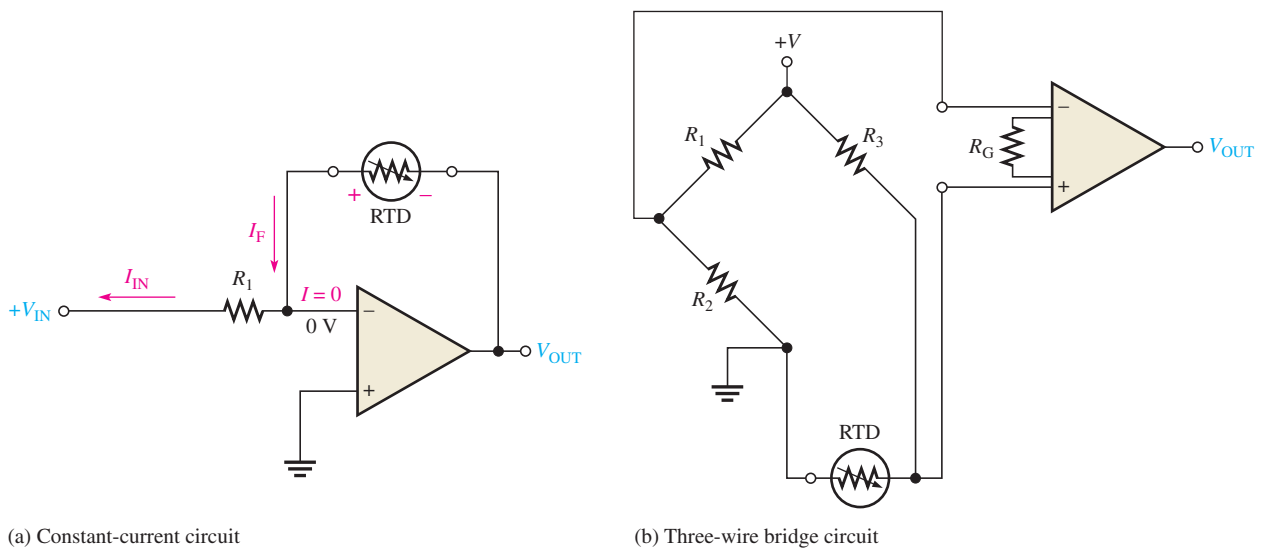 +V
R1
R3
RG
−
+
VOUT
R2
RTD
+
−
RTD
IF
IIN
R1
I = 0
0 V
+VIN
−
+
VOUT
(a) Constant-current circuit
(b) Three-wire bridge circuit